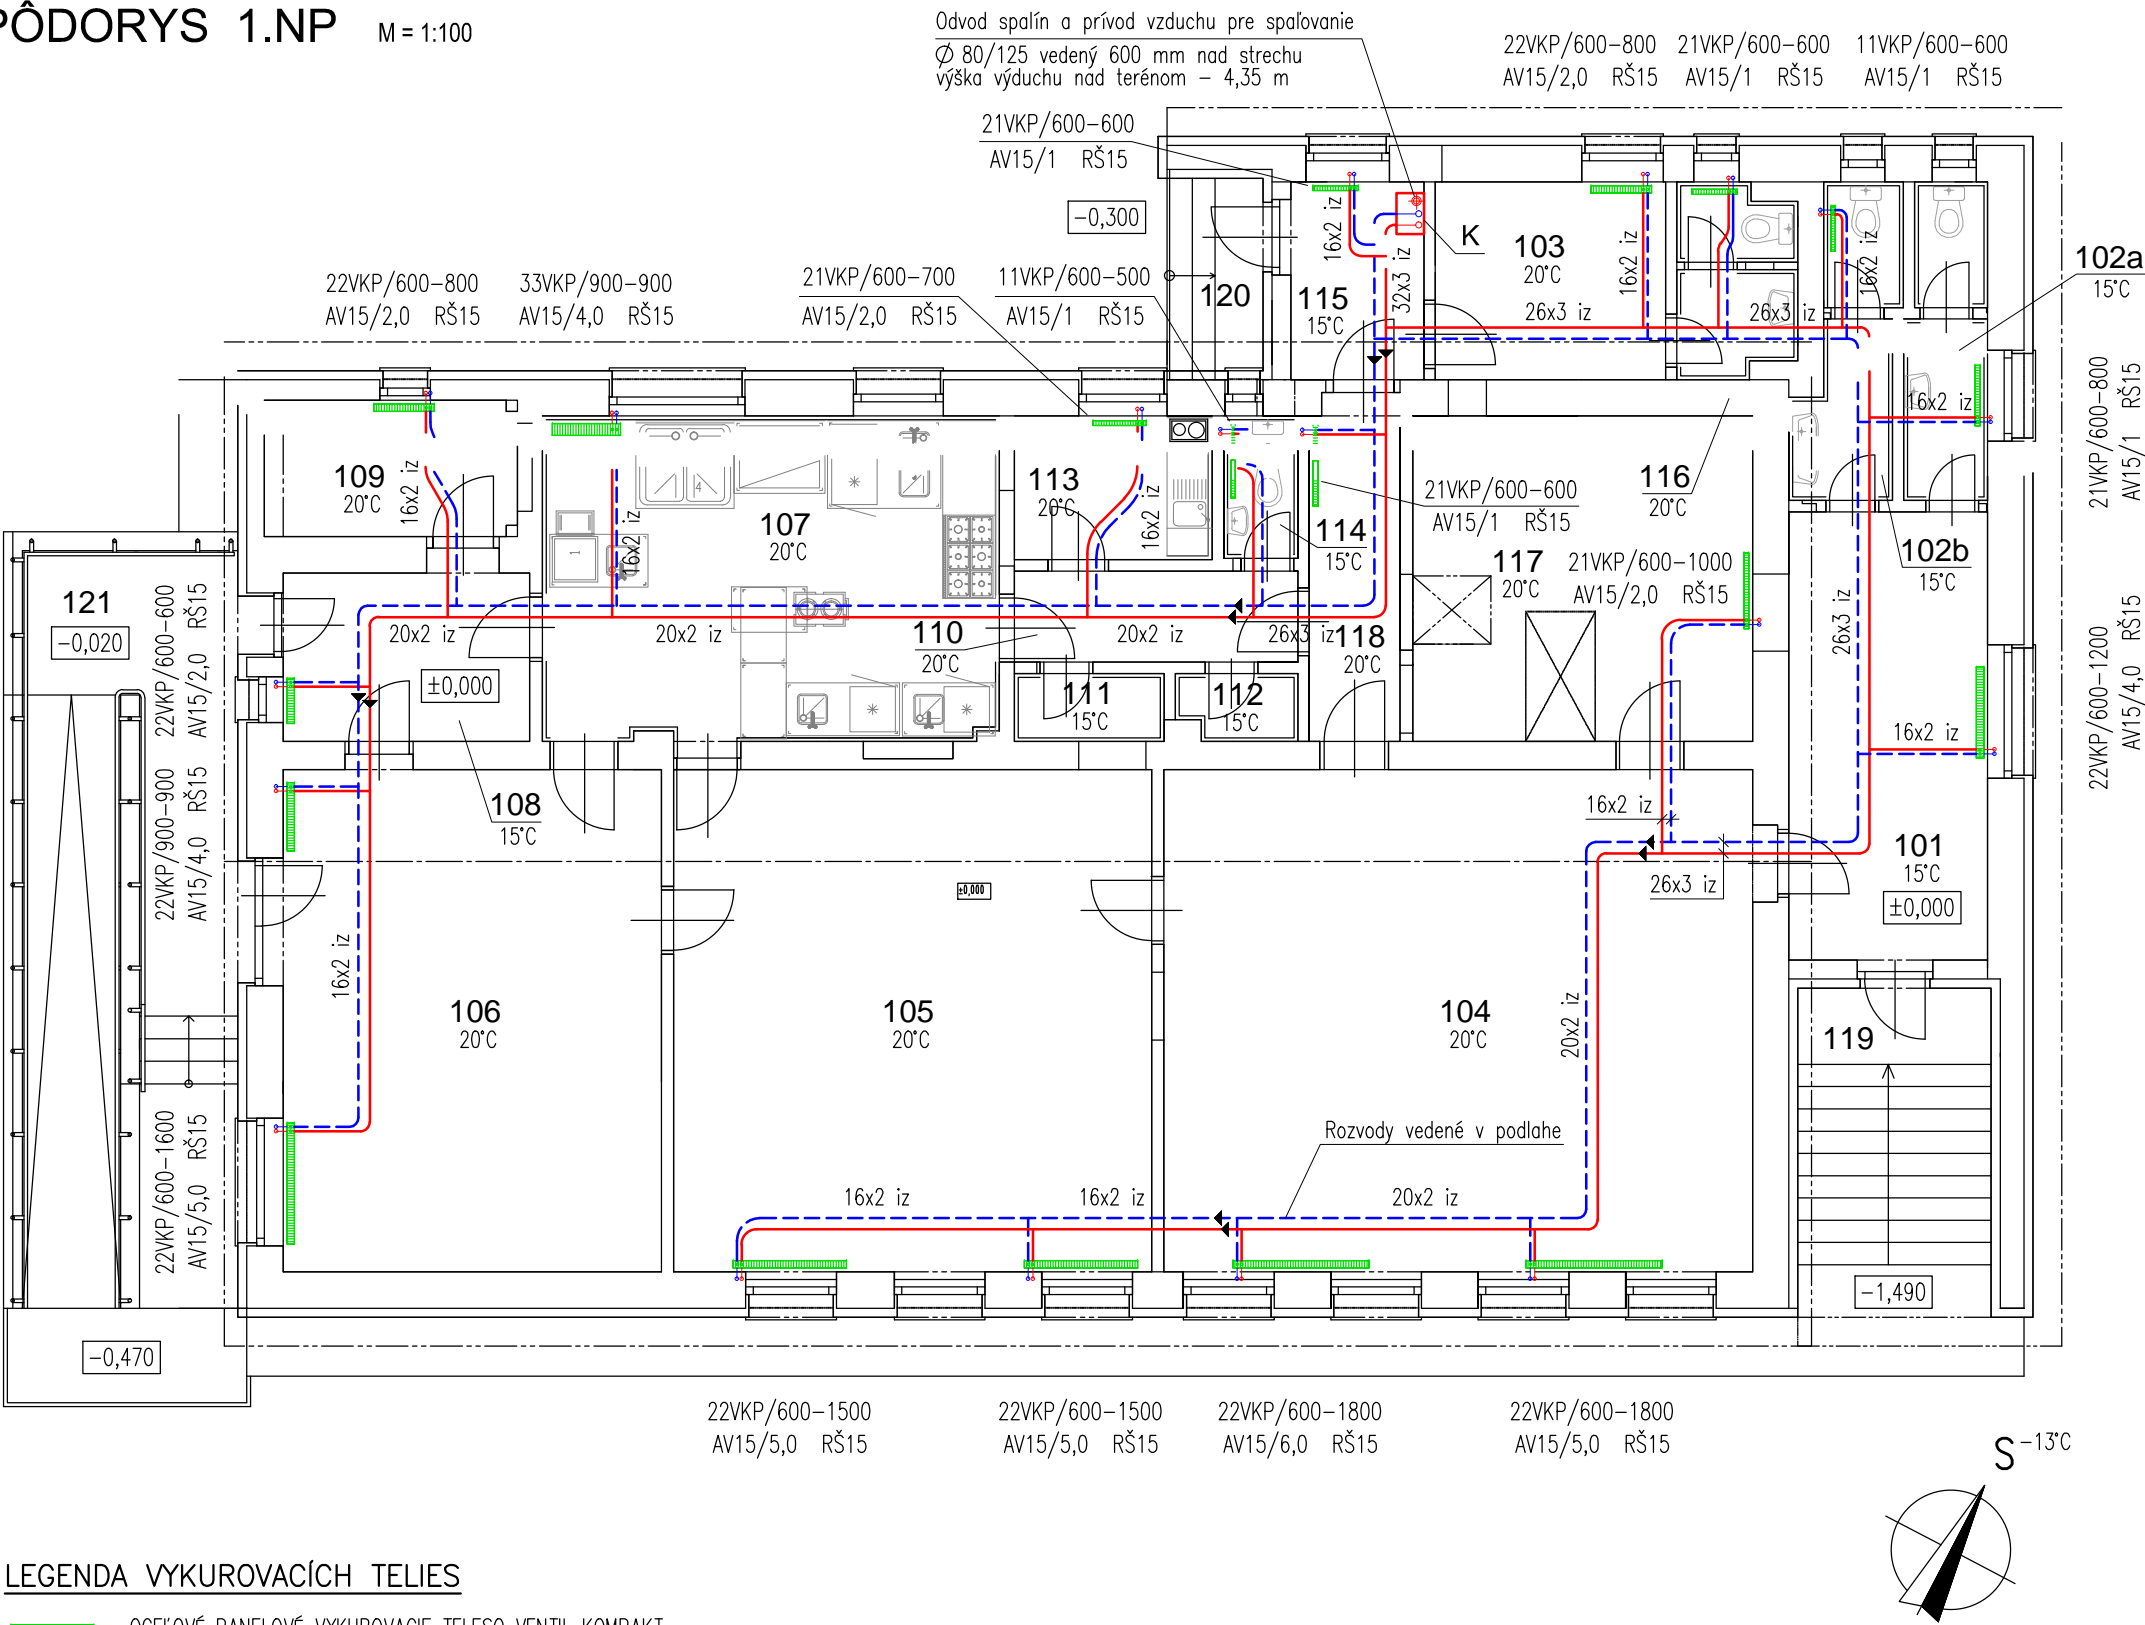 PÔDORYS 1.NP M = 1:100
Odvod spalín a prívod vzduchu pre spaľovanie
Ø 80/125 vedený 600 mm nad strechu
výška výduchu nad terénom - 4,35 m
22VKP/600-800
AV15/2,0 RŠ15
21VKP/600-600
AV15/1 RŠ15
11VKP/600-600
AV15/1 RŠ15
21VKP/600-600
AV15/1 RŠ15
-0,300
22VKP/600-800
AV15/2,0 RŠ15
33VKP/900-900
AV15/4,0 RŠ15
21VKP/600-700
AV15/2,0 RŠ15
11VKP/600-500
AV15/1 RŠ15
120
115
15°C
16x2 iz
32x3 iz
K
103
20°C
16x2 iz
26x3 iz
26x3 iz
16x2 iz
102a
15°C
21VKP/600-800
AV15/1 RŠ15
16x2 iz
109
20°C
16x2 iz
107
20°C
16x2 iz
4
1
113
20°C
16x2 iz
114
15°C
21VKP/600-600
AV15/1 RŠ15
116
20°C
117
20°C
21VKP/600-1000
AV15/2,0 RŠ15
102b
15°C
26x3 iz
121
-0,020
22VKP/600-600
AV15/2,0 RŠ15
20x2 iz
20x2 iz
110
20°C
20x2 iz
26x3 iz
118
20°C
22VKP/600-1200
AV15/4,0 RŠ15
±0,000
111
15°C
112
15°C
16x2 iz
22VKP/900-900
AV15/4,0 RŠ15
108
15°C
16x2 iz
101
15°C
±0,000
26x3 iz
±0,000
16x2 iz
106
20°C
105
20°C
104
20°C
20x2 iz
119
22VKP/600-1600
AV15/5,0 RŠ15
Rozvody vedené v podlahe
16x2 iz
16x2 iz
20x2 iz
-1,490
-0,470
22VKP/600-1500
AV15/5,0 RŠ15
22VKP/600-1500
AV15/5,0 RŠ15
22VKP/600-1800
AV15/6,0 RŠ15
22VKP/600-1800
AV15/5,0 RŠ15
S -13°C
LEGENDA VYKUROVACÍCH TELIES
OCEĽOVÉ PANELOVÉ VYKUROVACIE TELESO VENTIL KOMPAKT